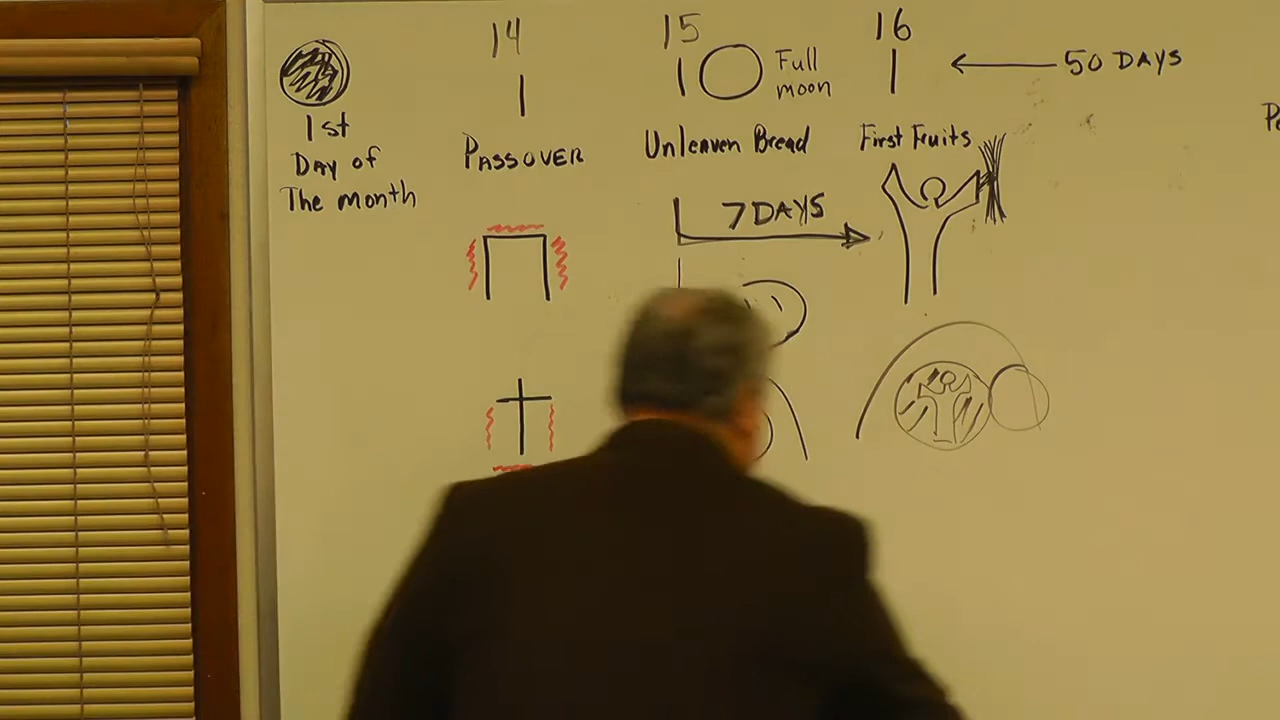 14
15
16
Full
moon
50 DAYS
1st
DAY of
The month
PASSOVER
Unleaven Bread
First Fruits
7 DAYS